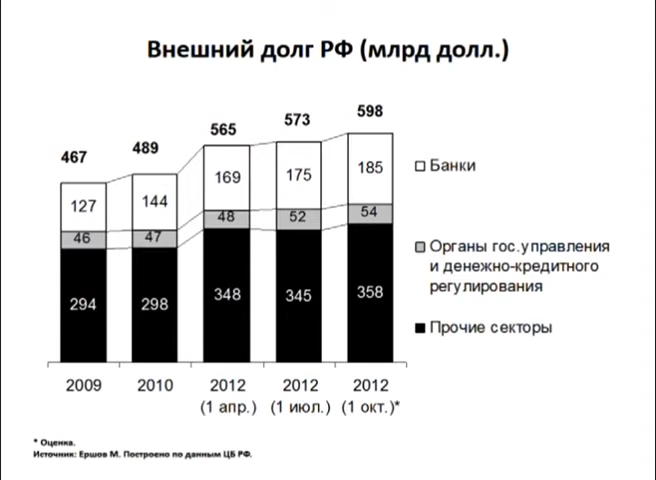 Внешний долг РФ (млрд долл.)
467 489 565 573 598
127 144 169 175 185
46 47 48 52 54
294 298 348 345 358
Банки
Органы гос.управления
и денежно-кредитного
регулирования
Прочие секторы
2009 2010 2012 2012 2012
(1 апр.) (1 июл.) (1 окт.)*
* Оценка.
Источник: Ершов М. Построено по данным ЦБ РФ.